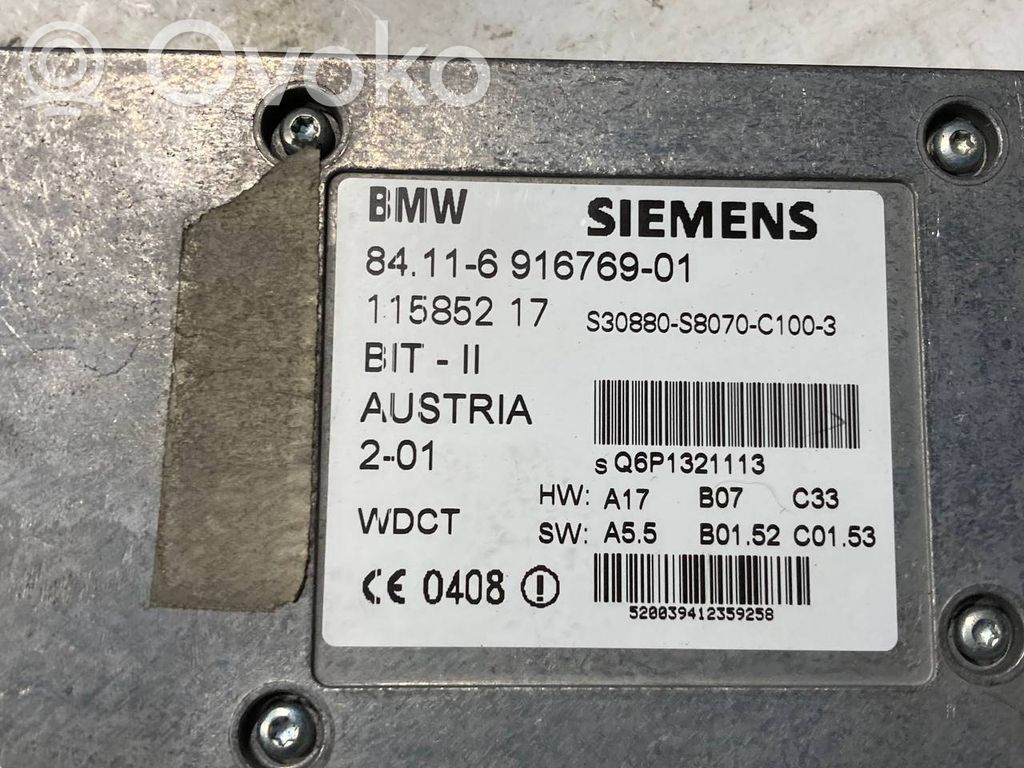 Ovoko
BMW SIEMENS
84.11-6 916769-01
115852 17 S30880-S8070-C100-3
BIT - II
AUSTRIA
2-01 s Q6P1321113
HW: A17 B07 C33
WDCT SW: A5.5 B01.52 C01.53
CE 0408
520039412359258